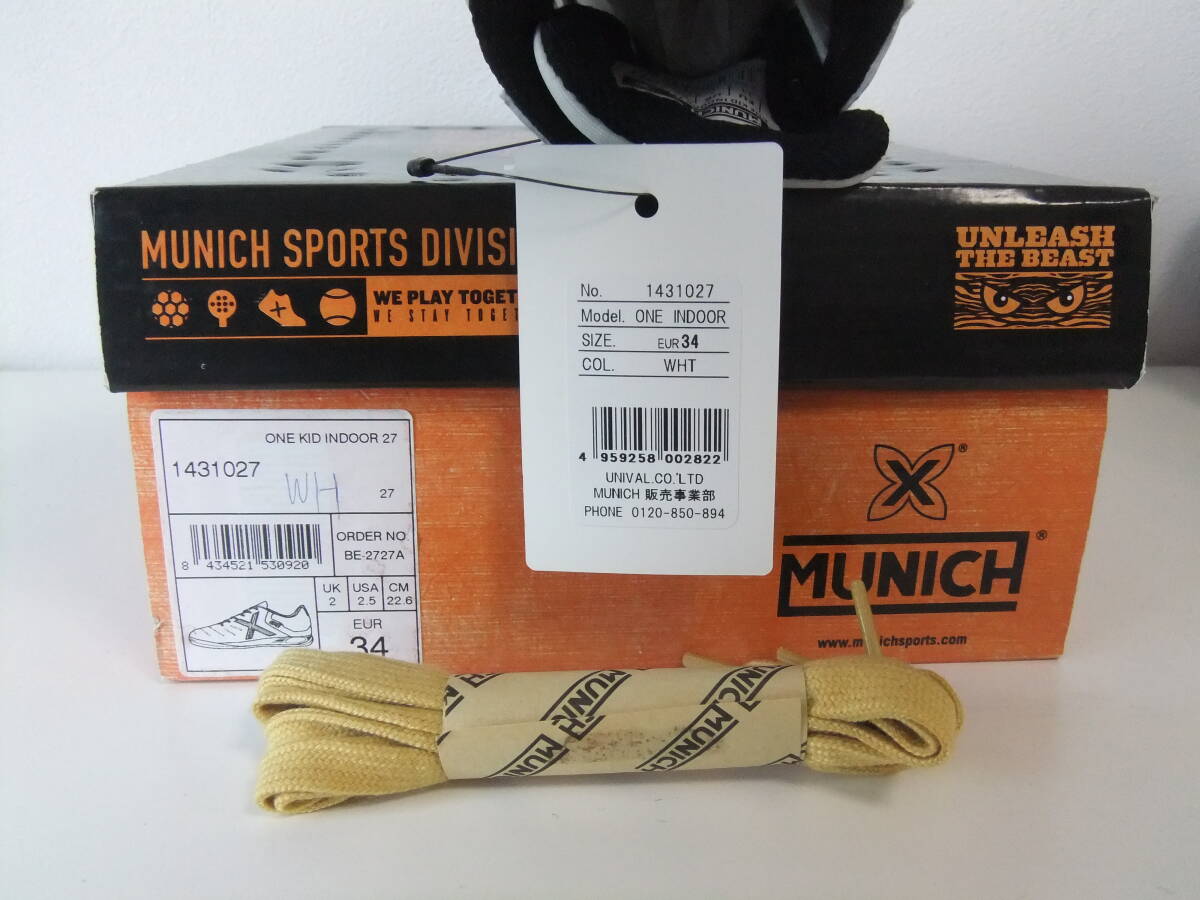 MUNICH
MUNICH SPORTS DIVISI
WE PLAY TOGET
WE STAY TOGET
UNLEASH
THE BEAST
No. 1431027
Model. ONE INDOOR
SIZE. EUR 34
COL. WHT
4 959258 002822
UNIVAL.CO.'LTD
MUNICH 販売事業部
PHONE 0120-850-894
ONE KID INDOOR 27
1431027
WH
27
ORDER NO.
BE-2727A
8 434521 530920
UK USA CM
2 2.5 22.6
EUR
34
X
®
MUNICH ®
www.munichsports.com
MUNICH
MUNIC
MUNICH
MUNICH